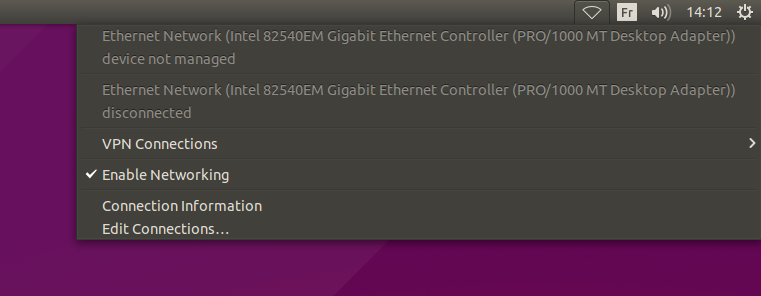 Fr 14:12
Ethernet Network (Intel 82540EM Gigabit Ethernet Controller (PRO/1000 MT Desktop Adapter))
device not managed
Ethernet Network (Intel 82540EM Gigabit Ethernet Controller (PRO/1000 MT Desktop Adapter))
disconnected
VPN Connections
Enable Networking
Connection Information
Edit Connections…